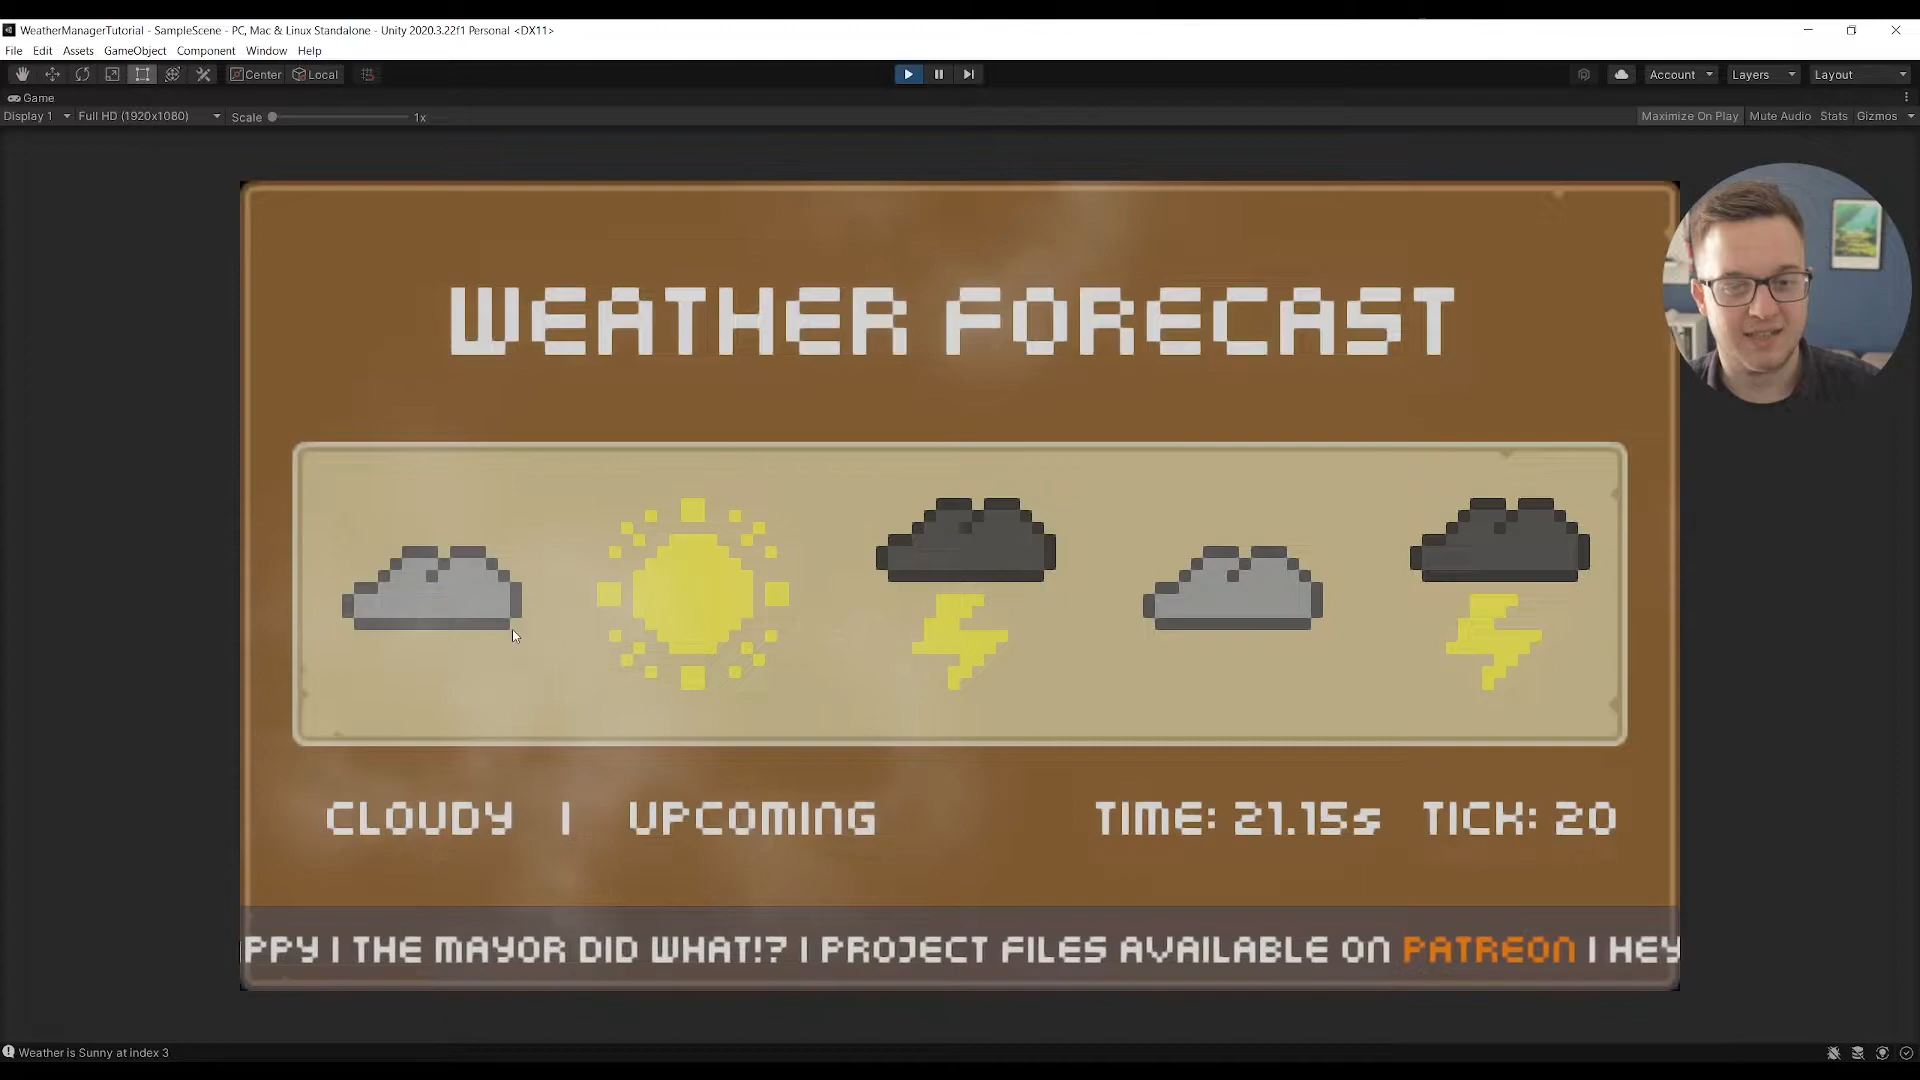 WeatherManagerTutorial - SampleScene - PC, Mac & Linux Standalone - Unity 2020.3.22f1 Personal <DX11>
File Edit Assets GameObject Component Window Help
Center Local Account Layers Layout
Game
Display 1 Full HD (1920x1080) Scale 1x Maximize On Play Mute Audio Stats Gizmos
WEATHER FORECAST
CLOUDY | UPCOMING TIME: 21.15s TICK: 20
PPY | THE MAYOR DID WHAT!? | PROJECT FILES AVAILABLE ON PATREON | HEY
Weather is Sunny at index 3